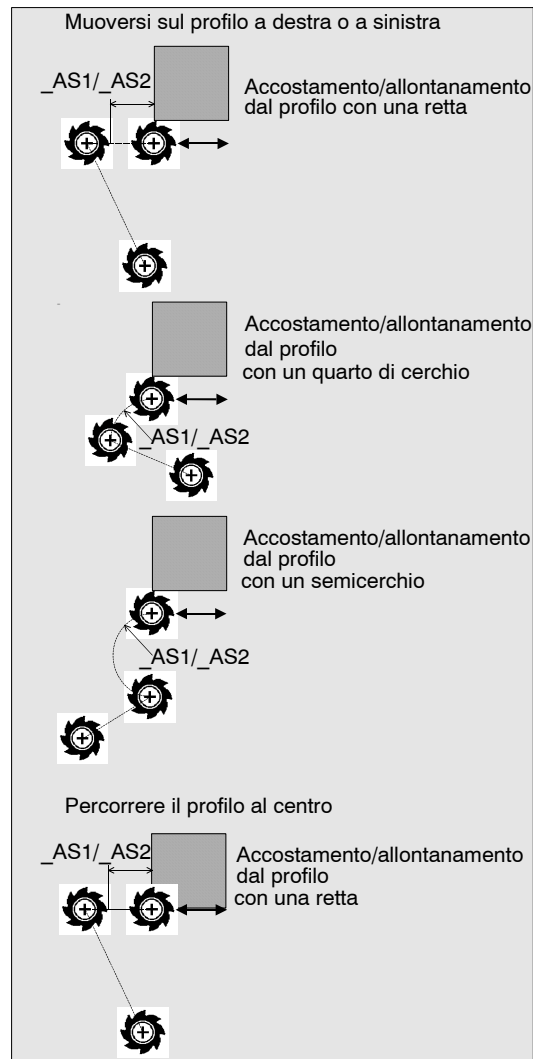 Muoversi sul profilo a destra o a sinistra
_AS1/_AS2
Accostamento/allontanamento
dal profilo con una retta
Accostamento/allontanamento
dal profilo
con un quarto di cerchio
_AS1/_AS2
Accostamento/allontanamento
dal profilo
con un semicerchio
_AS1/_AS2
Percorrere il profilo al centro
_AS1/_AS2
Accostamento/allontanamento
dal profilo
con una retta